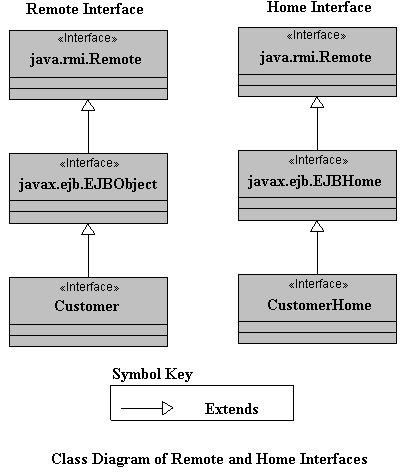 Remote Interface
Home Interface
«Interface»
java.rmi.Remote
«Interface»
java.rmi.Remote
«Interface»
javax.ejb.EJBObject
«Interface»
javax.ejb.EJBHome
«Interface»
Customer
«Interface»
CustomerHome
Symbol Key
Extends
Class Diagram of Remote and Home Interfaces